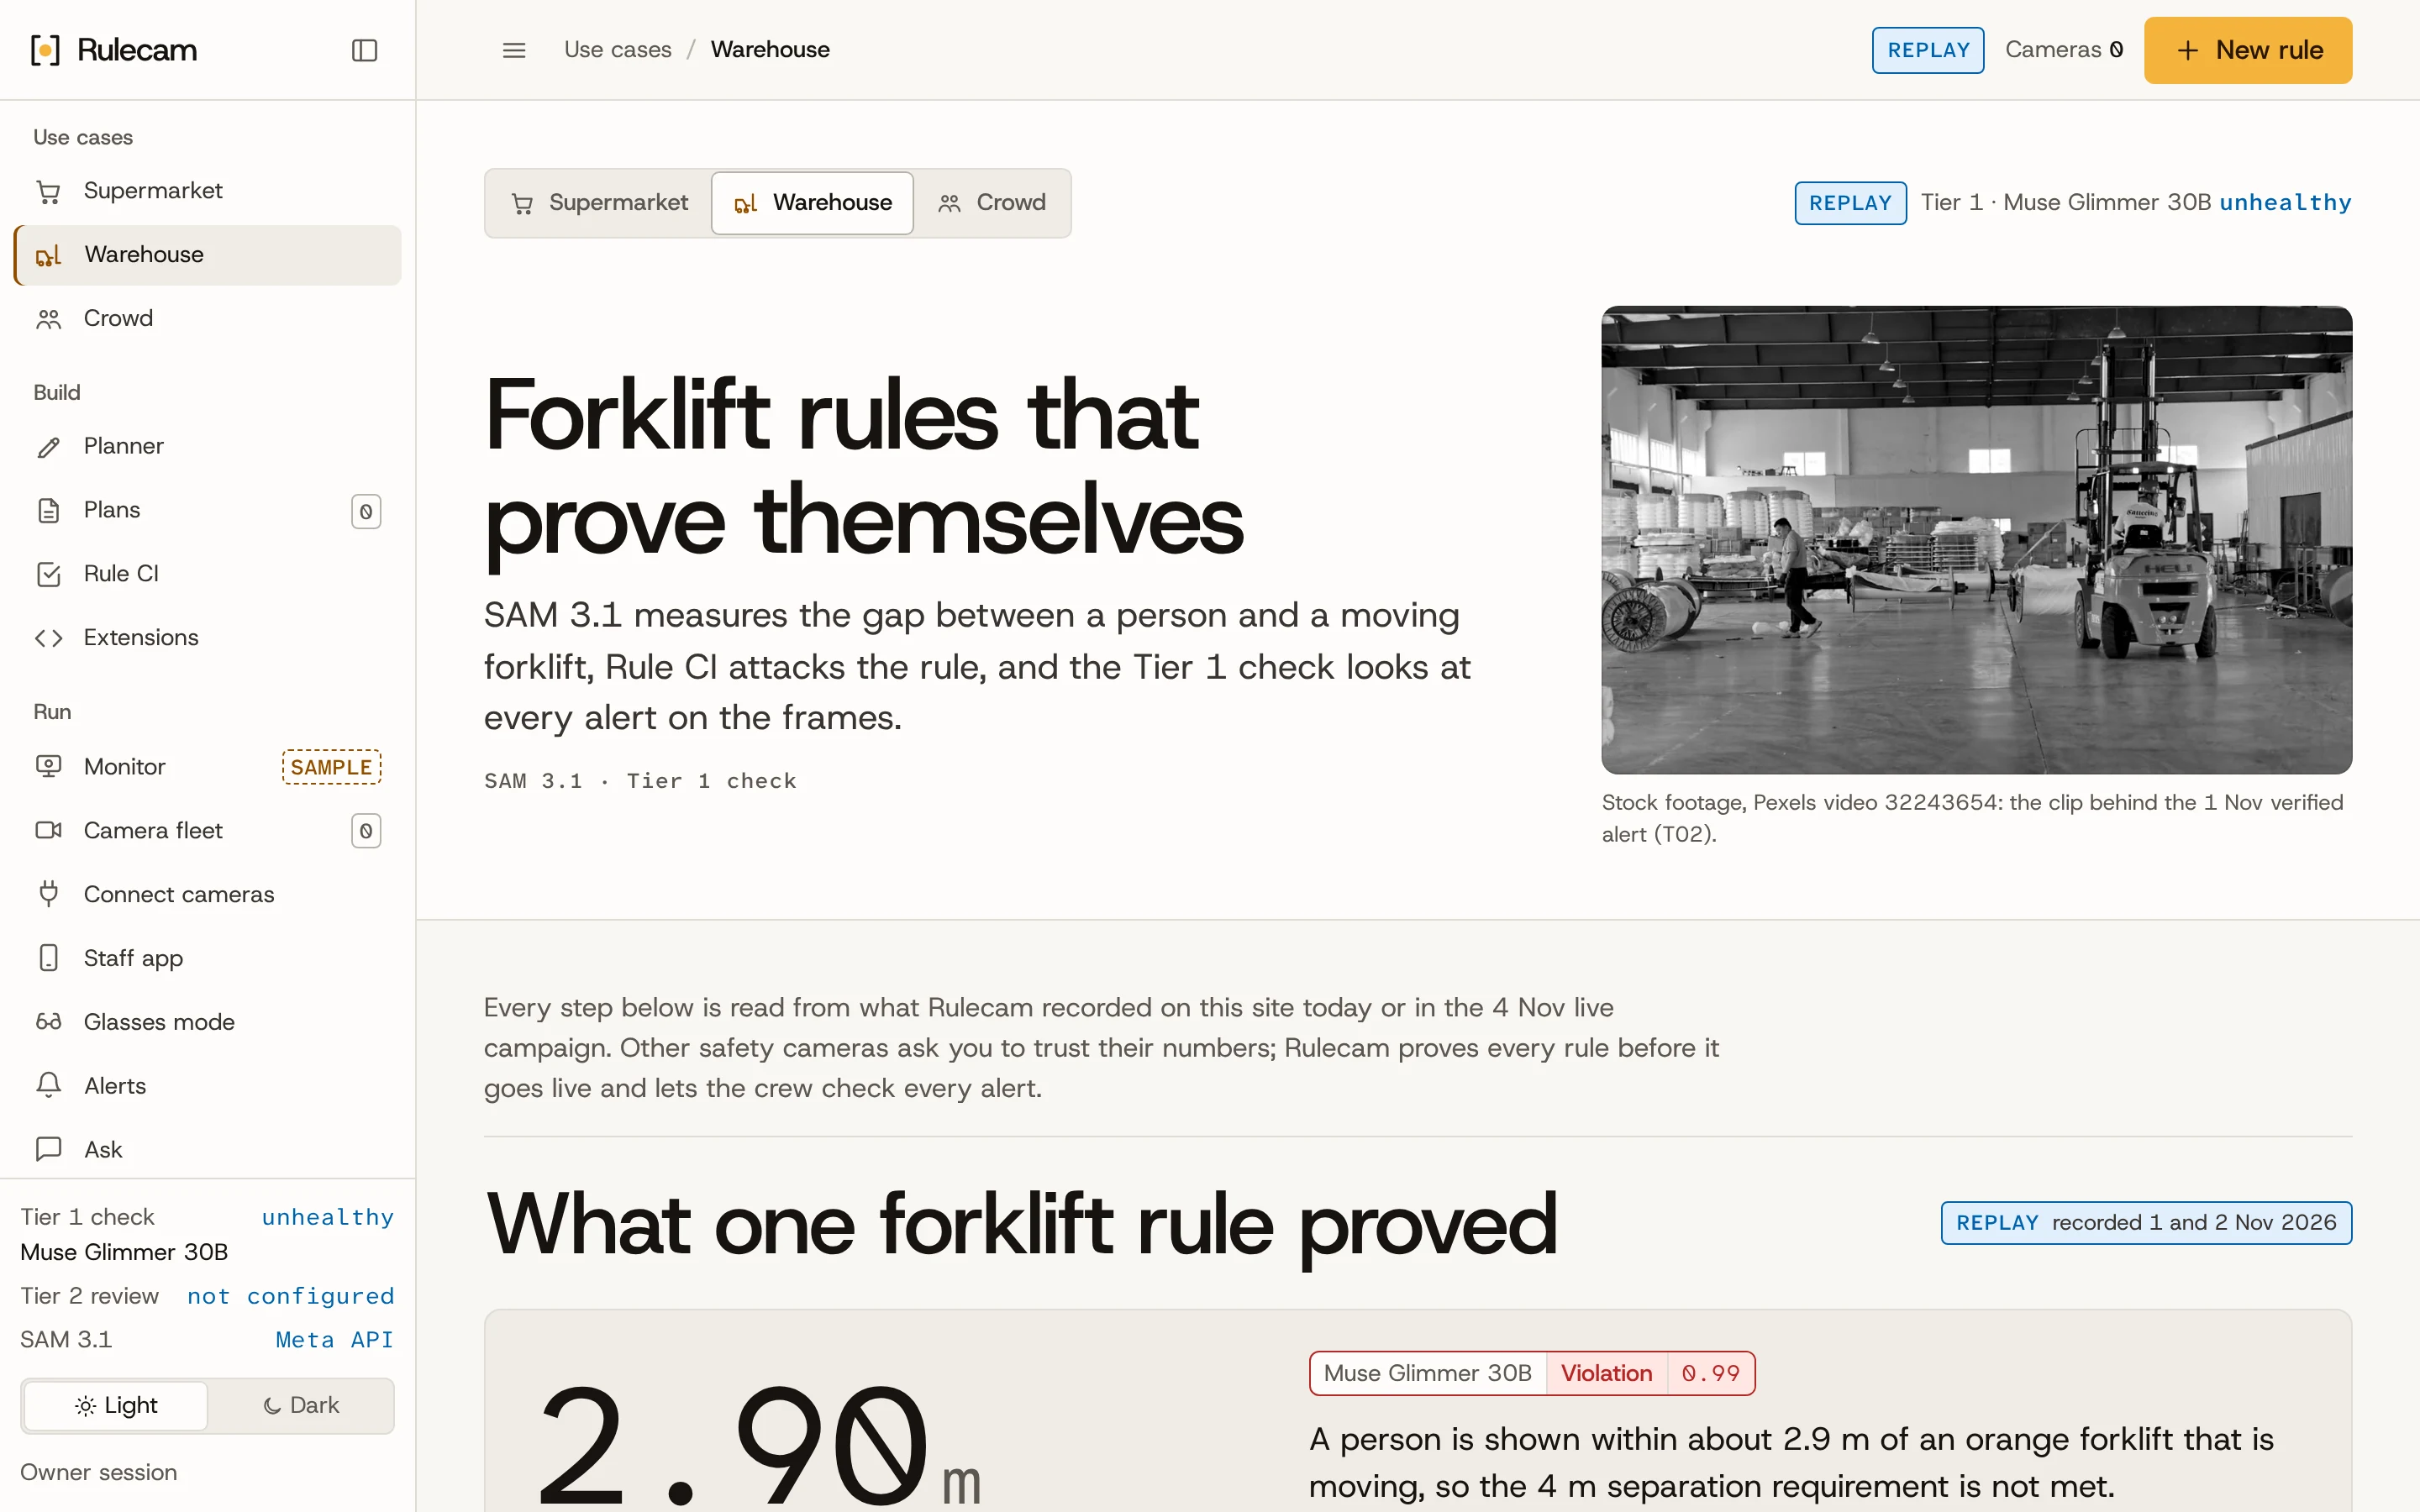 Rulecam
Use cases
Supermarket
Warehouse
Crowd
Build
Planner
Plans 0
Rule CI
Extensions
Run
Monitor SAMPLE
Camera fleet 0
Connect cameras
Staff app
Glasses mode
Alerts
Ask
Tier 1 check unhealthy
Muse Glimmer 30B
Tier 2 review not configured
SAM 3.1 Meta API
Light Dark
Owner session
Use cases / Warehouse
REPLAY Cameras 0 + New rule
Supermarket Warehouse Crowd
REPLAY Tier 1 · Muse Glimmer 30B unhealthy
Forklift rules that
prove themselves
SAM 3.1 measures the gap between a person and a moving
forklift, Rule CI attacks the rule, and the Tier 1 check looks at
every alert on the frames.
SAM 3.1 · Tier 1 check
HELI
Stock footage, Pexels video 32243654: the clip behind the 1 Nov verified
alert (T02).
Every step below is read from what Rulecam recorded on this site today or in the 4 Nov live
campaign. Other safety cameras ask you to trust their numbers; Rulecam proves every rule before it
goes live and lets the crew check every alert.
What one forklift rule proved
REPLAY recorded 1 and 2 Nov 2026
2.90 m
Muse Glimmer 30B Violation 0.99
A person is shown within about 2.9 m of an orange forklift that is
moving, so the 4 m separation requirement is not met.